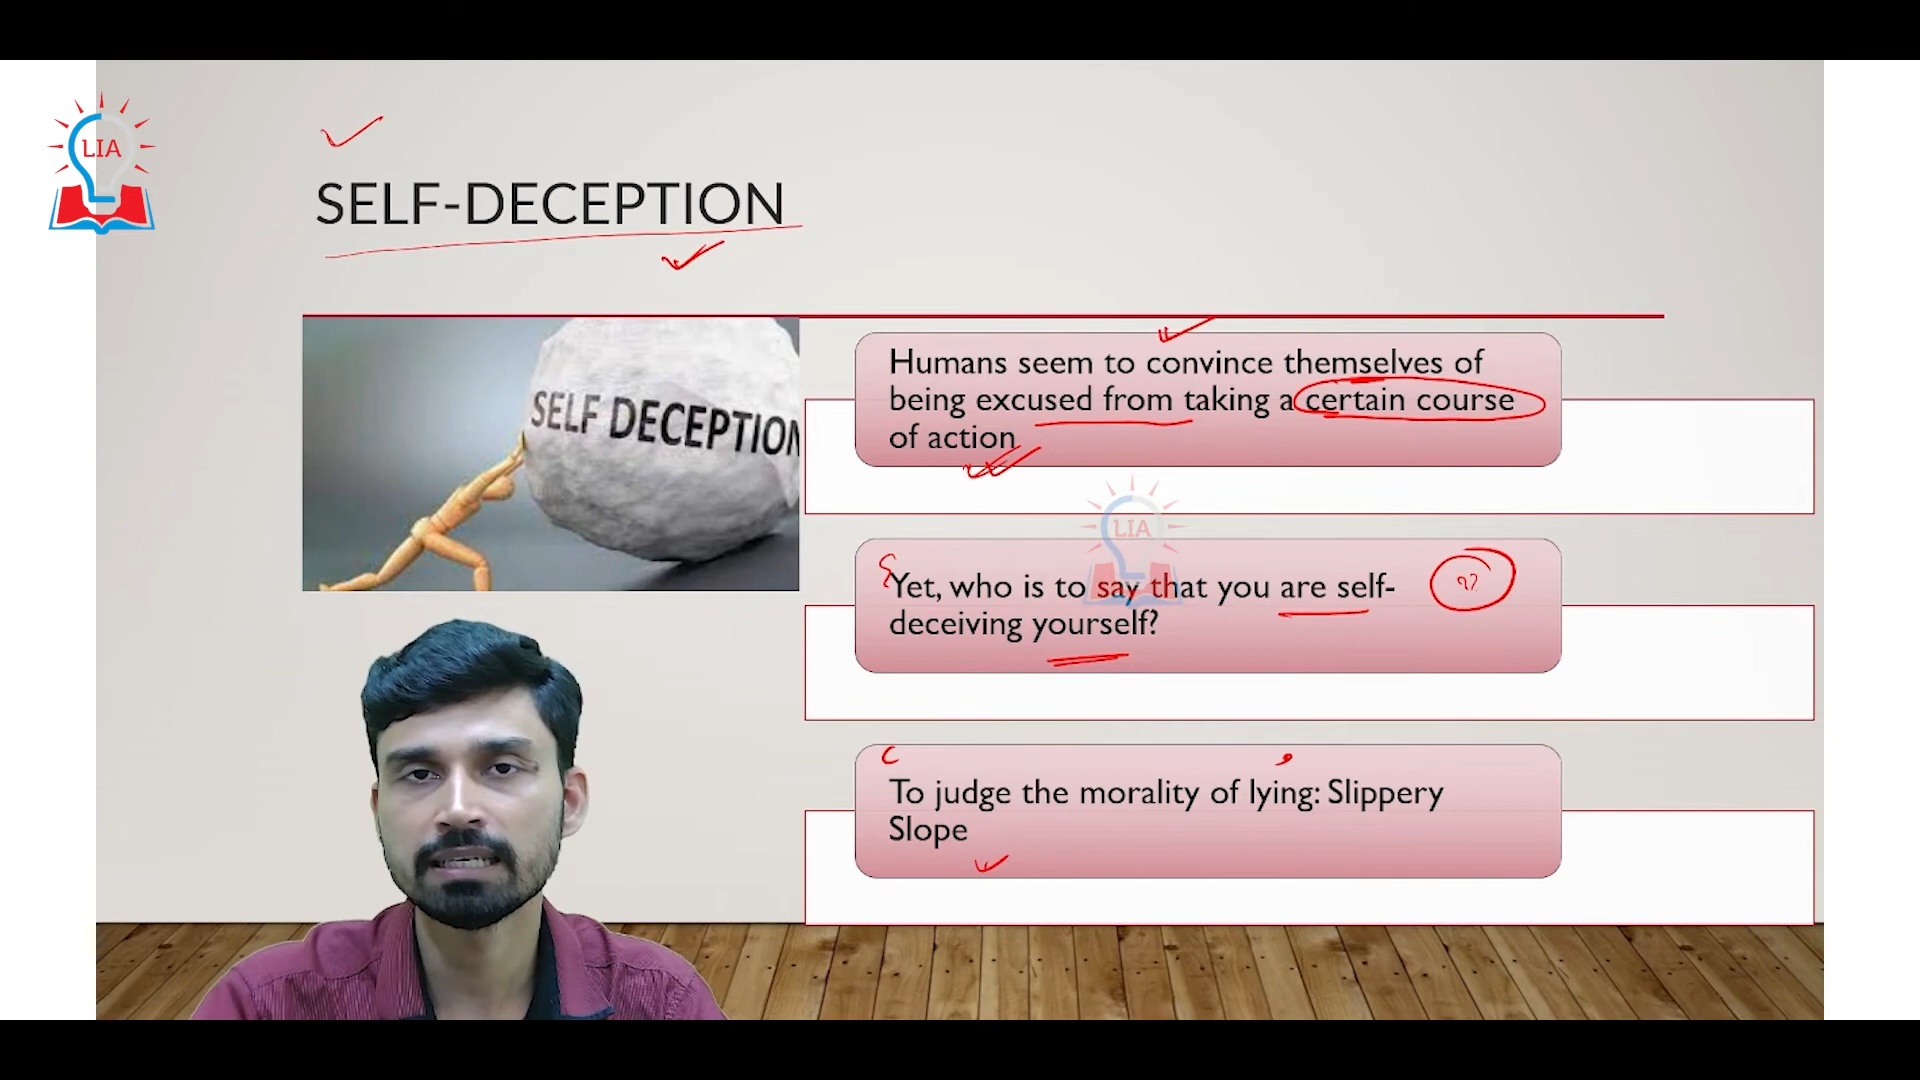 LIA
SELF-DECEPTION
SELF DECEPTION
Humans seem to convince themselves of
being excused from taking a certain course
of action
LIA
Yet, who is to say that you are self-
deceiving yourself?
??
To judge the morality of lying: Slippery
Slope